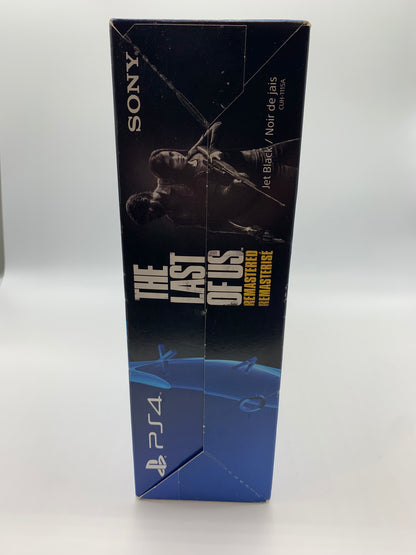 SONY
Jet Black / Noir de jais
CUH-1115A
THE
LAST
OF US
REMASTERED
REMASTERISÉ
PS4